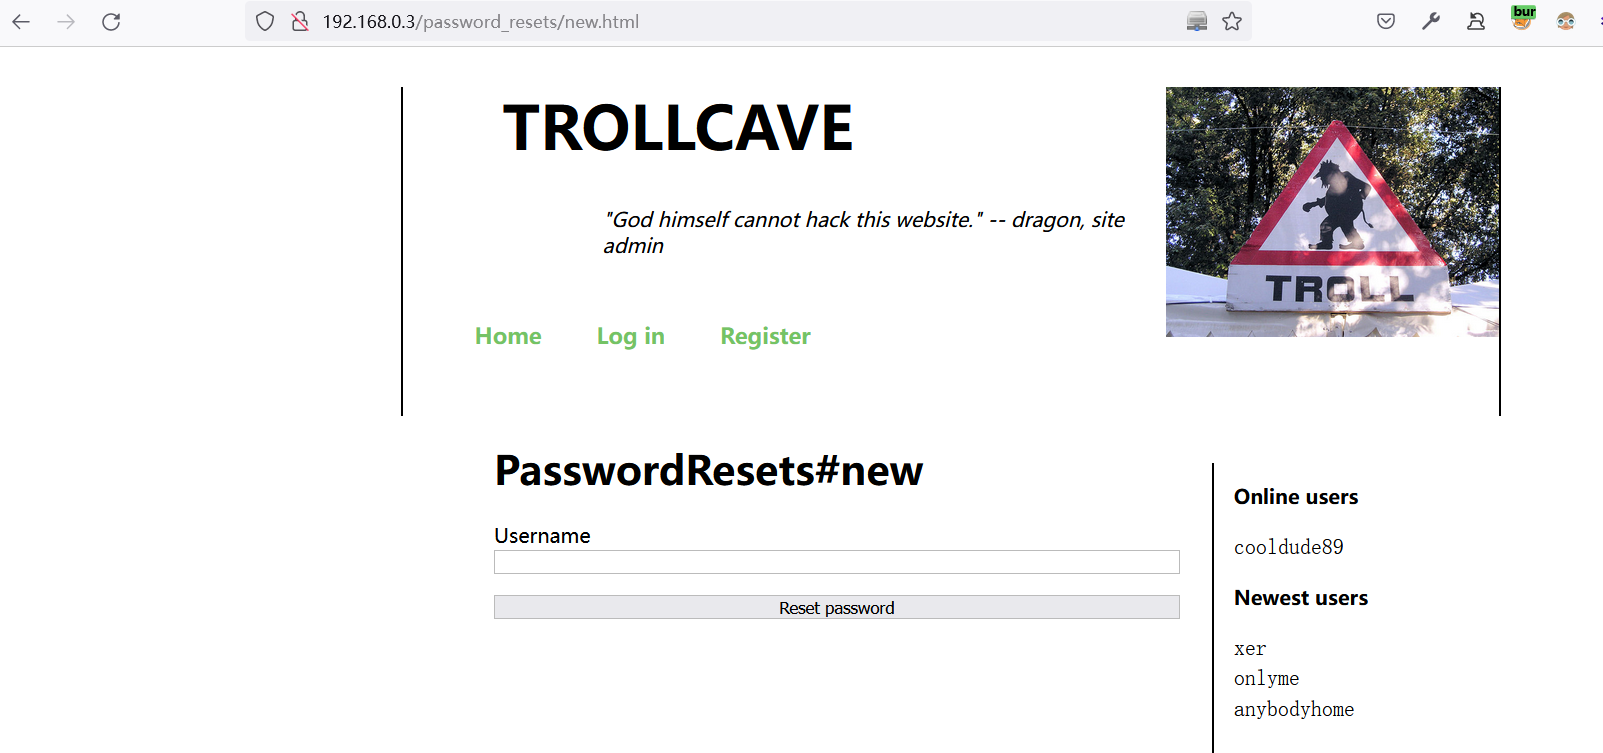 192.168.0.3/password_resets/new.html
bur
TROLLCAVE
"God himself cannot hack this website." -- dragon, site
admin
TROLL
Home Log in Register
PasswordResets#new
Username
Reset password
Online users
cooldude89
Newest users
xer
onlyme
anybodyhome